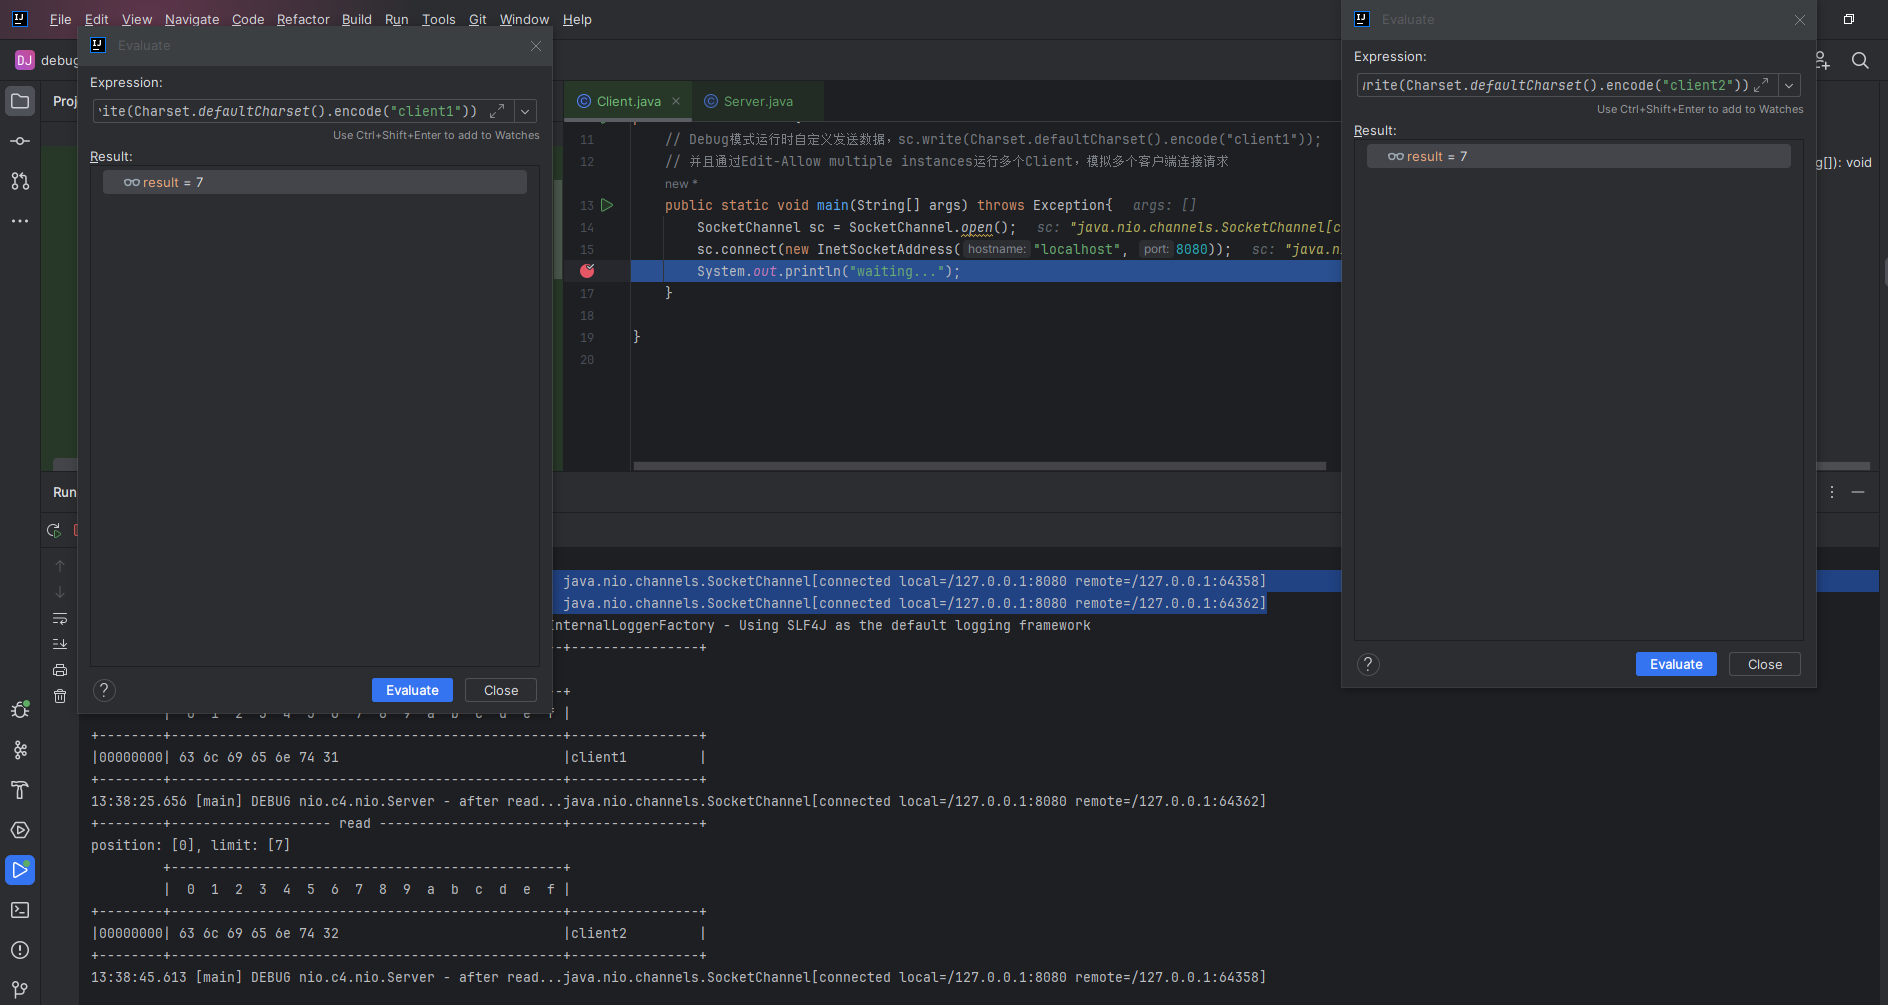 File Edit View Navigate Code Refactor Build Run Tools Git Window Help
DJ debug
Evaluate
Expression:
ite(Charset.defaultCharset().encode("client1"))
Use Ctrl+Shift+Enter to add to Watches
Result:
result = 7
Evaluate
Close
Evaluate
Expression:
rite(Charset.defaultCharset().encode("client2"))
Use Ctrl+Shift+Enter to add to Watches
Result:
result = 7
Evaluate
Close
g[]): void
Client.java
Server.java
11 // Debug模式运行时自定义发送数据，sc.write(Charset.defaultCharset().encode("client1"));
12 // 并且通过Edit-Allow multiple instances运行多个Client，模拟多个客户端连接请求
new *
13 public static void main(String[] args) throws Exception{ args: []
14 SocketChannel sc = SocketChannel.open(); sc: "java.nio.channels.SocketChannel[c
15 sc.connect(new InetSocketAddress( hostname: "localhost", port: 8080)); sc: "java.n
System.out.println("waiting...");
17 }
18
19 }
20
Run
java.nio.channels.SocketChannel[connected local=/127.0.0.1:8080 remote=/127.0.0.1:64358]
java.nio.channels.SocketChannel[connected local=/127.0.0.1:8080 remote=/127.0.0.1:64362]
InternalLoggerFactory - Using SLF4J as the default logging framework
-+----------------+
-+
| 0 1 2 3 4 5 6 7 8 9 a b c d e f |
+--------+-------------------------------------------------+----------------+
|00000000| 63 6c 69 65 6e 74 31 |client1 |
+--------+-------------------------------------------------+----------------+
13:38:25.656 [main] DEBUG nio.c4.nio.Server - after read...java.nio.channels.SocketChannel[connected local=/127.0.0.1:8080 remote=/127.0.0.1:64362]
+--------+-------------------- read -----------------------+----------------+
position: [0], limit: [7]
+-------------------------------------------------+
| 0 1 2 3 4 5 6 7 8 9 a b c d e f |
+--------+-------------------------------------------------+----------------+
|00000000| 63 6c 69 65 6e 74 32 |client2 |
+--------+-------------------------------------------------+----------------+
13:38:45.613 [main] DEBUG nio.c4.nio.Server - after read...java.nio.channels.SocketChannel[connected local=/127.0.0.1:8080 remote=/127.0.0.1:64358]